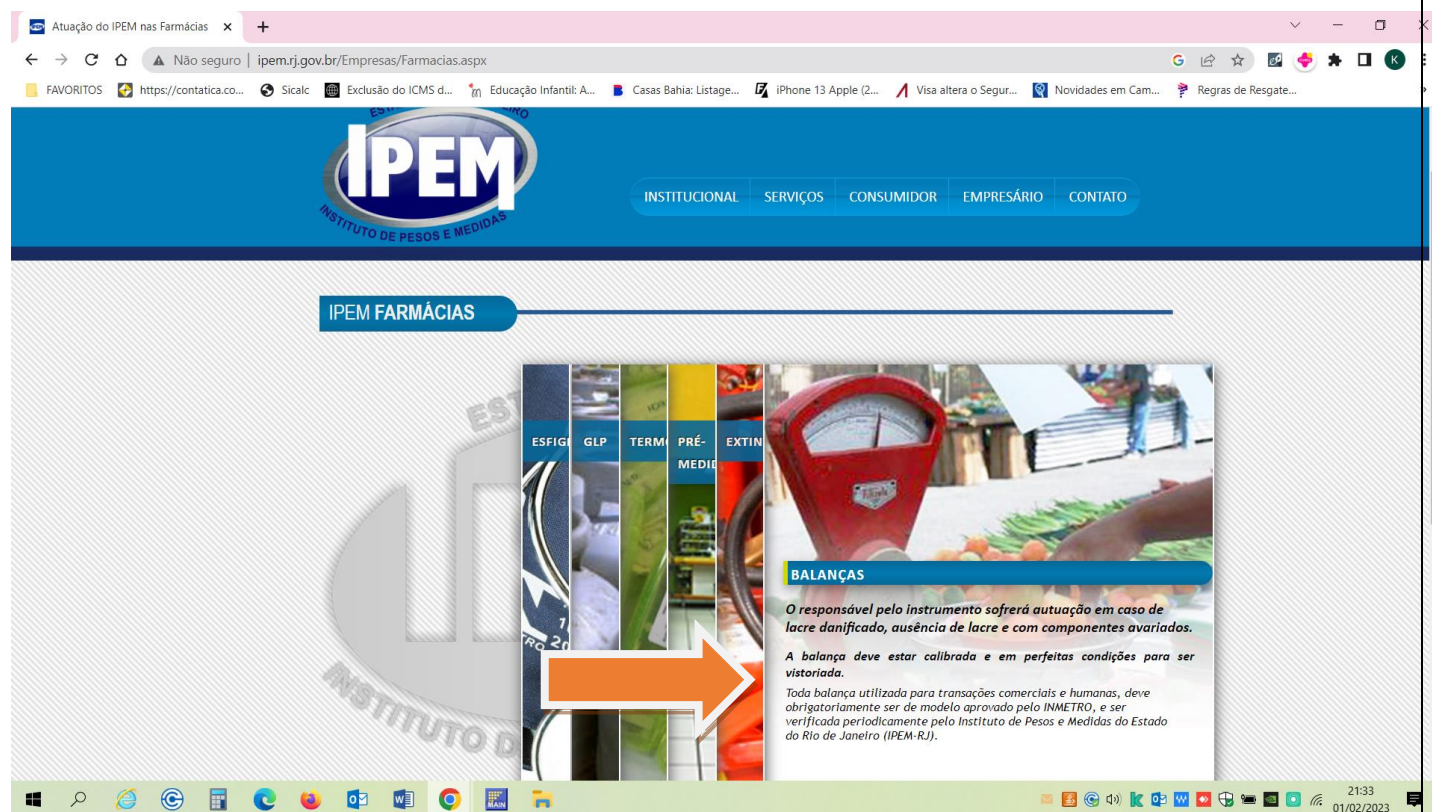 Atuação do IPEM nas Farmácias
Não seguro | ipem.rj.gov.br/Empresas/Farmacias.aspx
FAVORITOS https://contatica.co... Sicalc Exclusão do ICMS d... Educação Infantil: A... Casas Bahia: Listage... iPhone 13 Apple (2... Visa altera o Segur... Novidades em Cam... Regras de Resgate...
IPEM
INSTITUTO DE PESOS E MEDIDAS
INSTITUCIONAL SERVIÇOS CONSUMIDOR EMPRESÁRIO CONTATO
IPEM FARMÁCIAS
ESFIG GLP TERM PRÉ- EXTIN
MEDID
BALANÇAS
O responsável pelo instrumento sofrerá autuação em caso de
lacre danificado, ausência de lacre e com componentes avariados.
A balança deve estar calibrada e em perfeitas condições para ser
vistoriada.
Toda balança utilizada para transações comerciais e humanas, deve
obrigatoriamente ser de modelo aprovado pelo INMETRO, e ser
verificada periodicamente pelo Instituto de Pesos e Medidas do Estado
do Rio de Janeiro (IPEM-RJ).
INSTITUTO D
21:33
01/02/2023